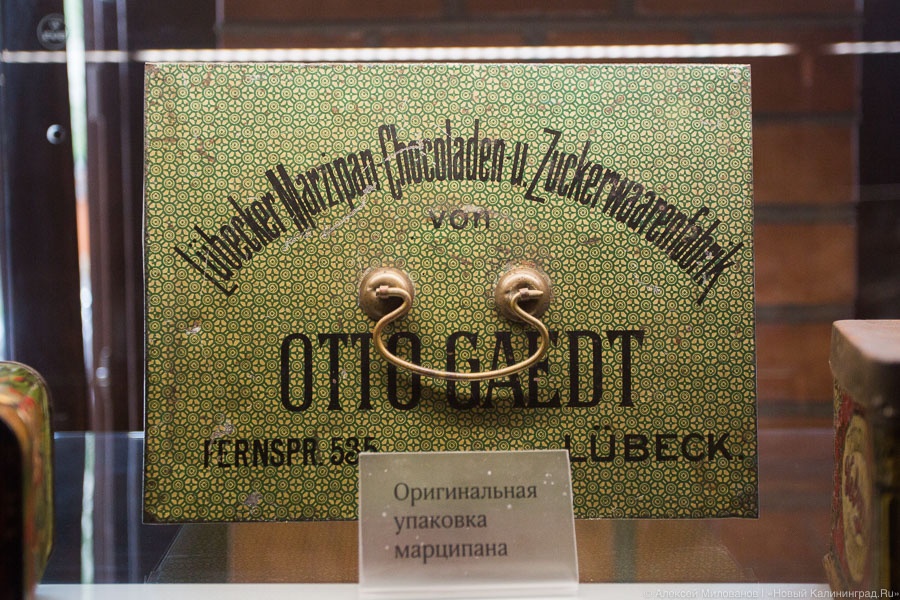 Lübecker Marzipan, Chocoladen u. Zuckerwaarenfabrik
von
OTTO GAEDT
FERNSPR. 535
LÜBECK.
Оригинальная
упаковка
марципана
© Алексей Милованов | «Новый Калининград.Ru»